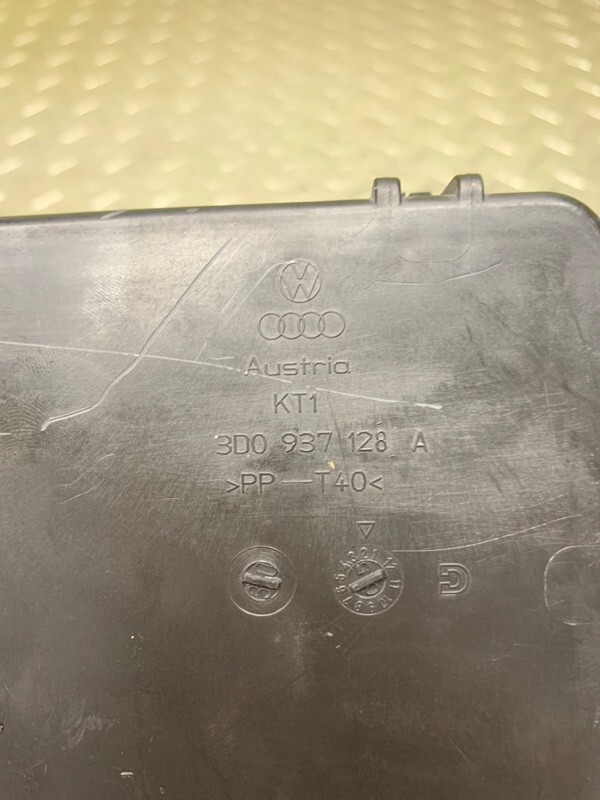 Austria
KT1
3D0 937 128 A
>PP—T40<